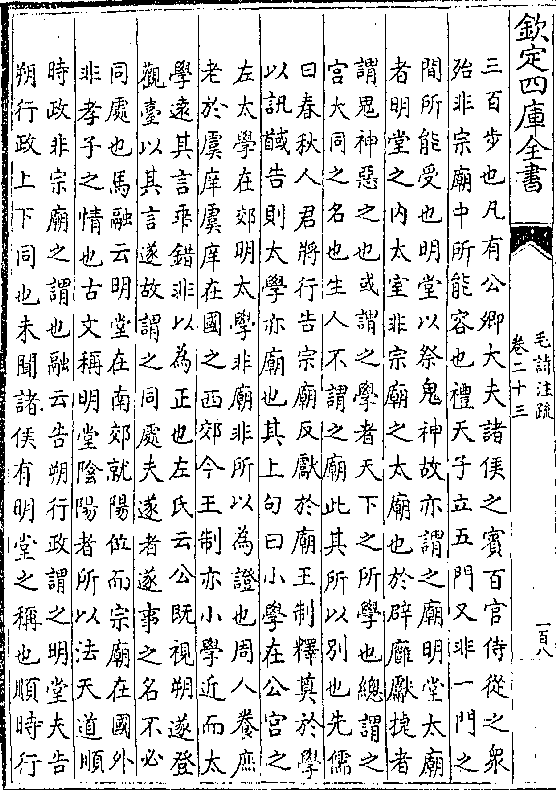 欽定四庫全書
毛詩注疏
卷二十三
一百八
三百步也凡有公卿大夫諸侯之賓百官侍從之衆
殆非宗廟中所能容也禮天子立五門又非一門之
間所能受也明堂以祭鬼神故亦謂之廟明堂太廟
者明堂之內太室非宗廟之太廟也於辟廱獻捷者
謂鬼神惡之也或謂之學者天下之所學也總謂之
宫大同之名也生人不謂之廟此其所以別也先儒
曰春秋人君將行告宗廟反獻於廟王制釋奠於學
以訊馘告則太學亦廟也其上句曰小學在公宫之
左太學在郊明太學非廟非所以為證也周人養庶
老於虞庠虞庠在國之西郊今王制亦小學近而太
學逺其言乖錯非以為正也左氏云公既視朔遂登
觀臺以其言遂故謂之同處夫遂者遂事之名不必
同處也馬融云明堂在南郊就陽位而宗廟在國外
非孝子之情也古文稱明堂陰陽者所以法天道順
時政非宗廟之謂也融云告朔行政謂之明堂夫告
朔行政上下同也未聞諸侯有明堂之稱也順時行